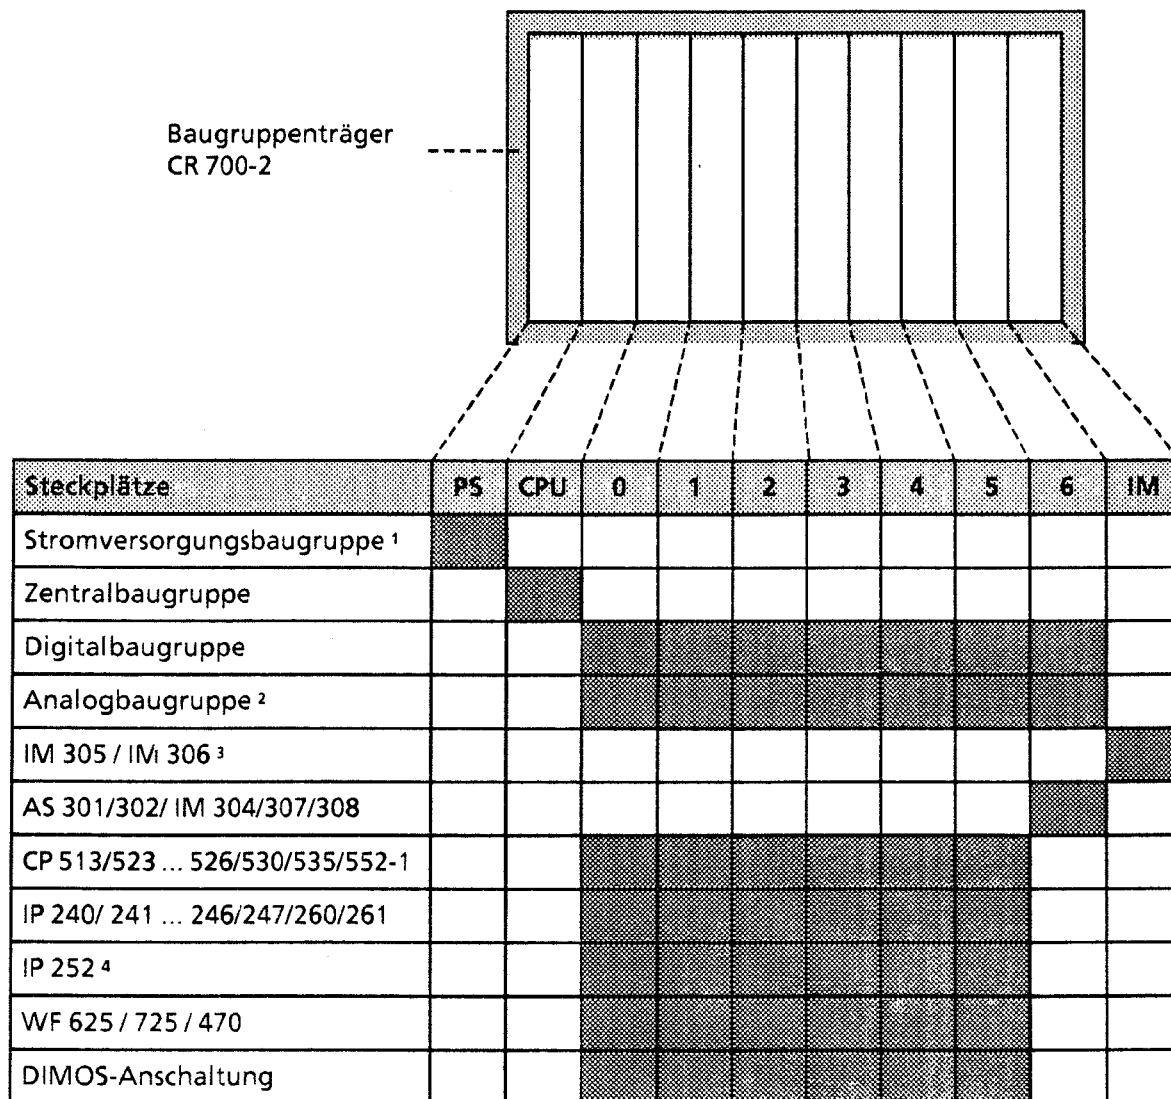 Baugruppenträger
CR 700-2
Steckplätze PS CPU 0 1 2 3 4 5 6 IM
Stromversorgungsbaugruppe 1
Zentralbaugruppe
Digitalbaugruppe
Analogbaugruppe 2
IM 305 / IM 306 3
AS 301/302/ IM 304/307/308
CP 513/523 ... 526/530/535/552-1
IP 240/ 241 ... 246/247/260/261
IP 252 4
WF 625 / 725 / 470
DIMOS-Anschaltung